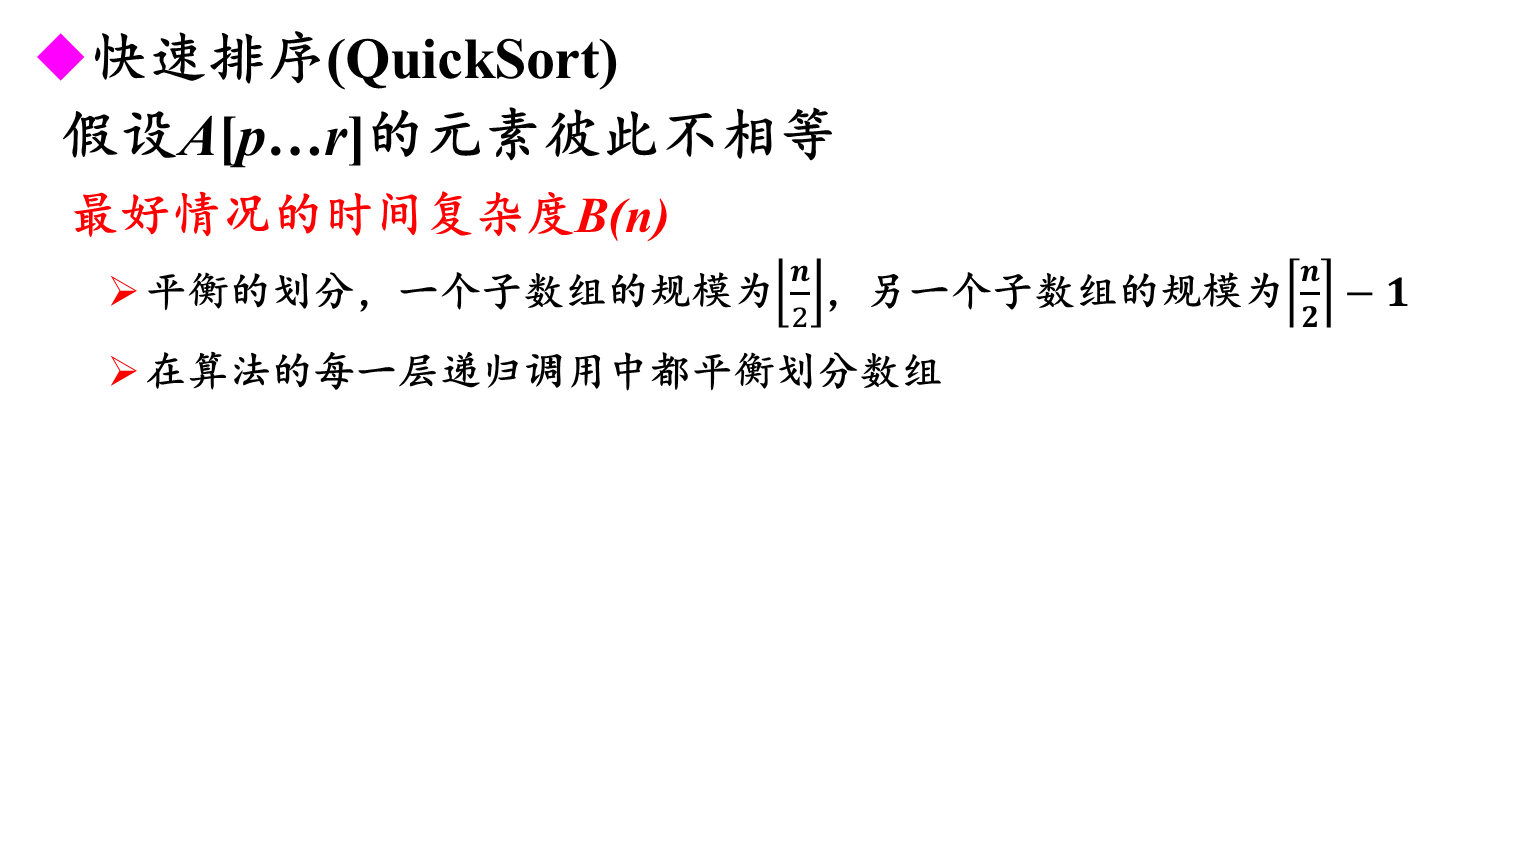 ◆快速排序(QuickSort)
假设A[p…r]的元素彼此不相等
最好情况的时间复杂度B(n)
➢平衡的划分，一个子数组的规模为⌊n/2⌋，另一个子数组的规模为⌈n/2⌉ − 1
➢在算法的每一层递归调用中都平衡划分数组